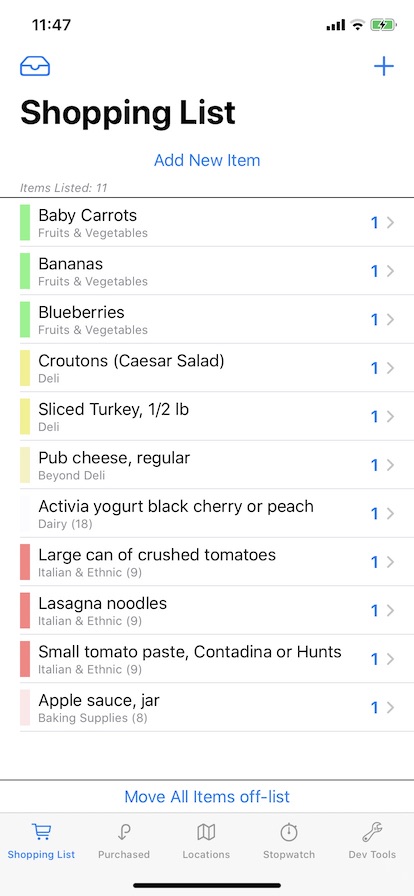 11:47
Shopping List
Add New Item
Items Listed: 11
Baby Carrots
Fruits & Vegetables
1
Bananas
Fruits & Vegetables
1
Blueberries
Fruits & Vegetables
1
Croutons (Caesar Salad)
Deli
1
Sliced Turkey, 1/2 lb
Deli
1
Pub cheese, regular
Beyond Deli
1
Activia yogurt black cherry or peach
Dairy (18)
1
Large can of crushed tomatoes
Italian & Ethnic (9)
1
Lasagna noodles
Italian & Ethnic (9)
1
Small tomato paste, Contadina or Hunts
Italian & Ethnic (9)
1
Apple sauce, jar
Baking Supplies (8)
1
Move All Items off-list
Shopping List Purchased Locations Stopwatch Dev Tools